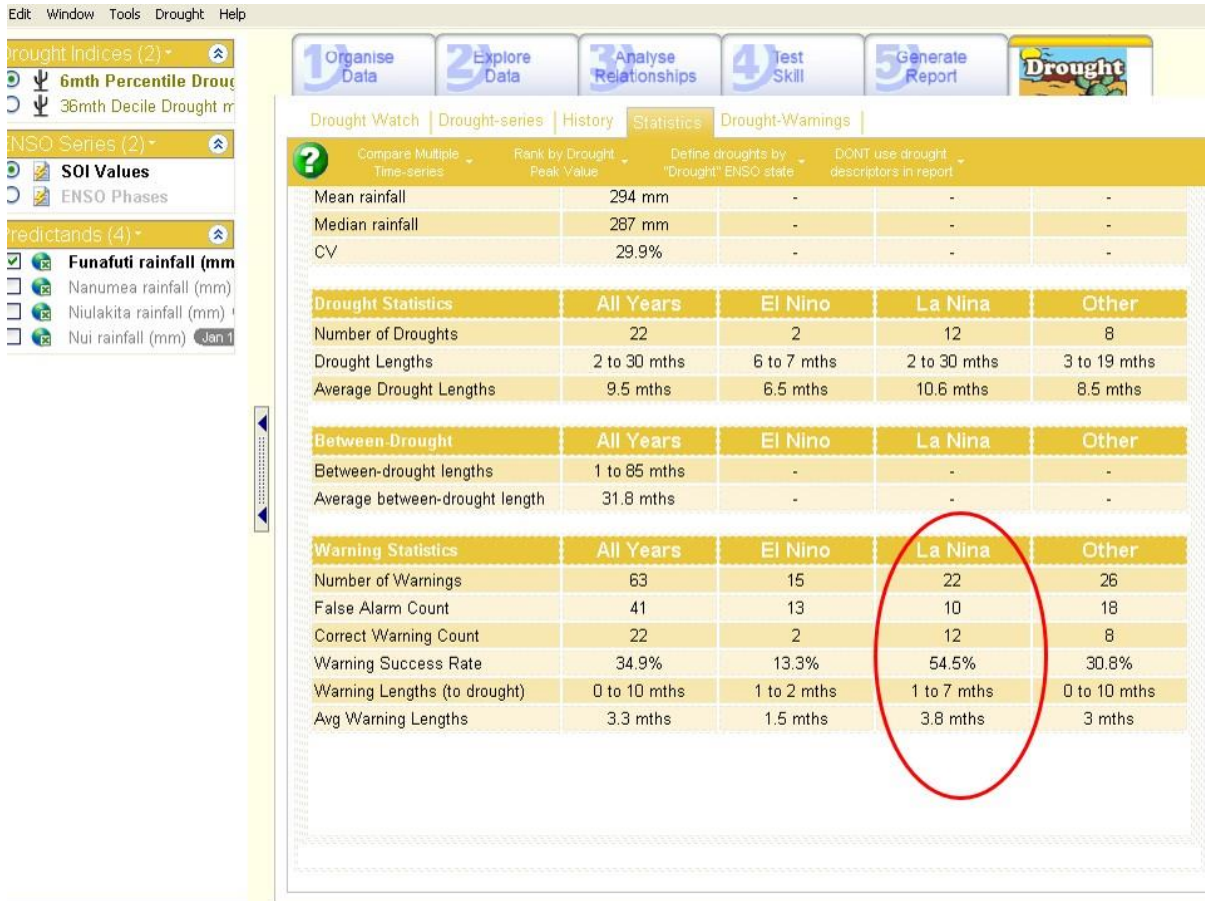 Edit Window Tools Drought Help
Drought Indices (2)
6mth Percentile Droug
36mth Decile Drought m
ENSO Series (2)
SOI Values
ENSO Phases
Predictands (4)
Funafuti rainfall (mm
Nanumea rainfall (mm)
Niulakita rainfall (mm)
Nui rainfall (mm) Jan 1
1 Organise Data
2 Explore Data
3 Analyse Relationships
4 Test Skill
5 Generate Report
Drought
Drought Watch | Drought-series | History Statistics Drought-Warnings |
? Compare Multiple Time-series
Rank by Drought Peak Value
Define droughts by "Drought" ENSO state
DONT use drought descriptors in report
Mean rainfall 294 mm - - -
Median rainfall 287 mm - - -
CV 29.9% - - -
Drought Statistics All Years El Nino La Nina Other
Number of Droughts 22 2 12 8
Drought Lengths 2 to 30 mths 6 to 7 mths 2 to 30 mths 3 to 19 mths
Average Drought Lengths 9.5 mths 6.5 mths 10.6 mths 8.5 mths
Between-Drought All Years El Nino La Nina Other
Between-drought lengths 1 to 85 mths - - -
Average between-drought length 31.8 mths - - -
Warning Statistics All Years El Nino La Nina Other
Number of Warnings 63 15 22 26
False Alarm Count 41 13 10 18
Correct Warning Count 22 2 12 8
Warning Success Rate 34.9% 13.3% 54.5% 30.8%
Warning Lengths (to drought) 0 to 10 mths 1 to 2 mths 1 to 7 mths 0 to 10 mths
Avg Warning Lengths 3.3 mths 1.5 mths 3.8 mths 3 mths